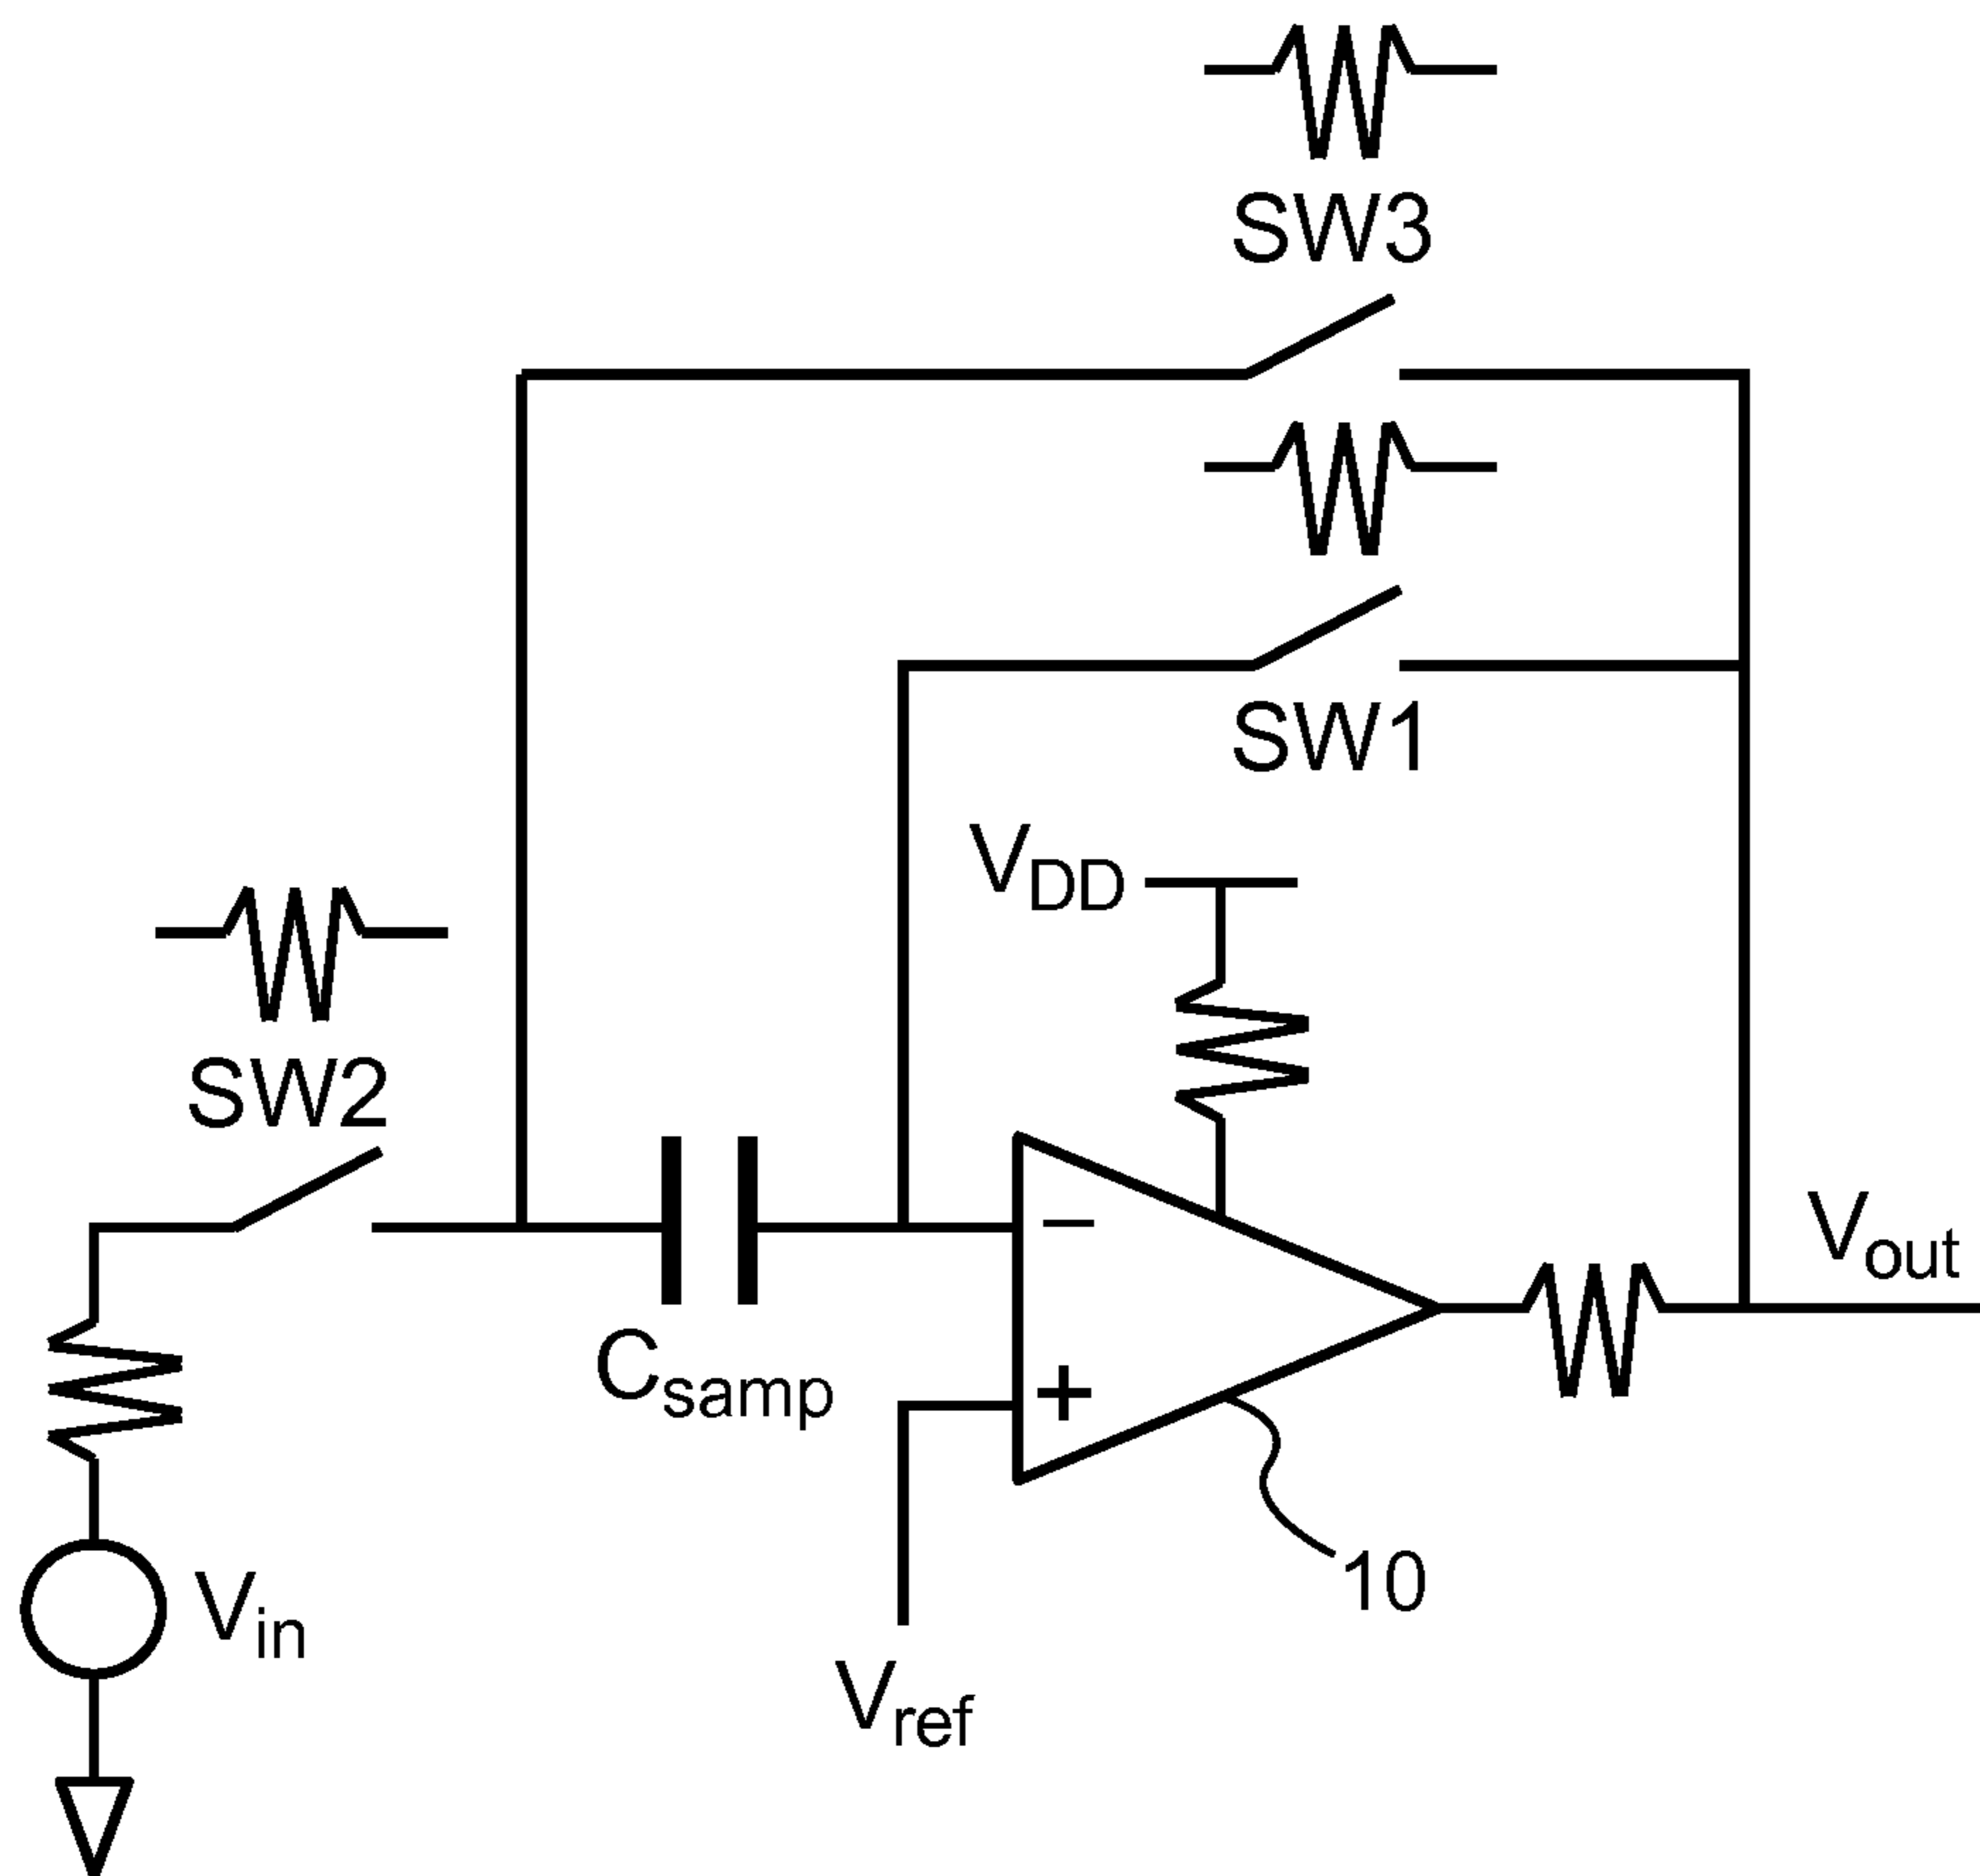 SW3
SW1
VDD
SW2
Vout
−
Csamp
+
10
Vin
Vref